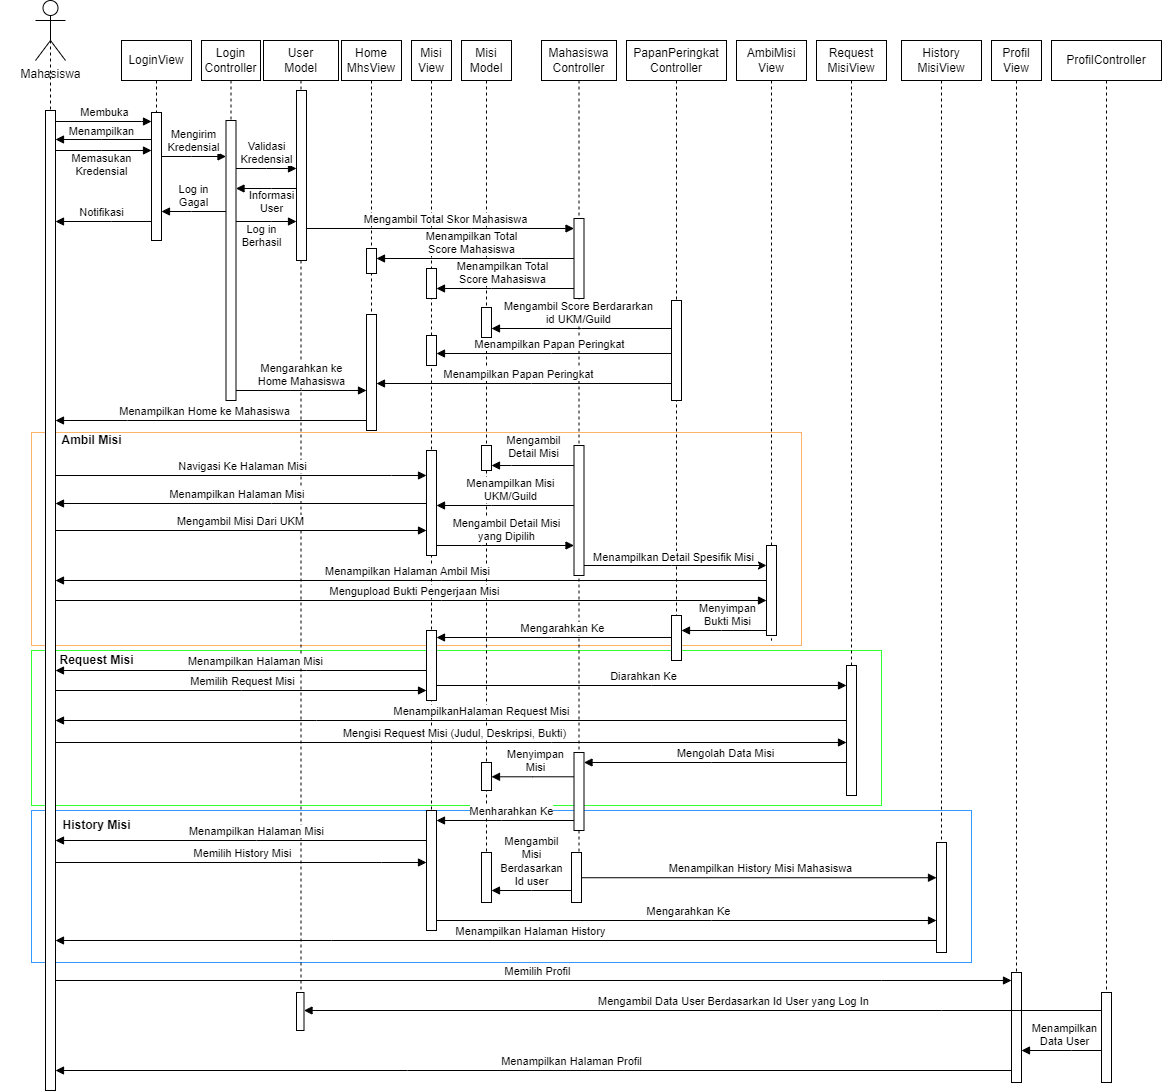 Mahasiswa
LoginView
Login
Controller
User
Model
Home
MhsView
Misi
View
Misi
Model
Mahasiswa
Controller
PapanPeringkat
Controller
AmbiMisi
View
Request
MisiView
History
MisiView
Profil
View
ProfilController
Membuka
Menampilkan
Memasukan
Kredensial
Mengirim
Kredensial
Validasi
Kredensial
Informasi
User
Log in
Gagal
Notifikasi
Log in
Berhasil
Mengambil Total Skor Mahasiswa
Menampilkan Total
Score Mahasiswa
Menampilkan Total
Score Mahasiswa
Mengambil Score Berdararkan
id UKM/Guild
Menampilkan Papan Peringkat
Menampilkan Papan Peringkat
Mengarahkan ke
Home Mahasiswa
Menampilkan Home ke Mahasiswa
Ambil Misi
Mengambil
Detail Misi
Navigasi Ke Halaman Misi
Menampilkan Misi
UKM/Guild
Menampilkan Halaman Misi
Mengambil Misi Dari UKM
Mengambil Detail Misi
yang Dipilih
Menampilkan Detail Spesifik Misi
Menampilkan Halaman Ambil Misi
Mengupload Bukti Pengerjaan Misi
Menyimpan
Bukti Misi
Mengarahkan Ke
Request Misi
Menampilkan Halaman Misi
Memilih Request Misi
Diarahkan Ke
MenampilkanHalaman Request Misi
Mengisi Request Misi (Judul, Deskripsi, Bukti)
Mengolah Data Misi
Menyimpan
Misi
Menharahkan Ke
History Misi
Menampilkan Halaman Misi
Memilih History Misi
Mengambil
Misi
Berdasarkan
Id user
Menampilkan History Misi Mahasiswa
Mengarahkan Ke
Menampilkan Halaman History
Memilih Profil
Mengambil Data User Berdasarkan Id User yang Log In
Menampilkan
Data User
Menampilkan Halaman Profil